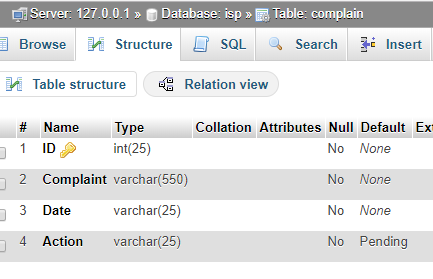 Server: 127.0.0.1 » Database: isp » Table: complain
Browse Structure SQL Search Insert
Table structure Relation view
# Name Type Collation Attributes Null Default
1 ID int(25) No None
2 Complaint varchar(550) No None
3 Date varchar(25) No None
4 Action varchar(25) No Pending